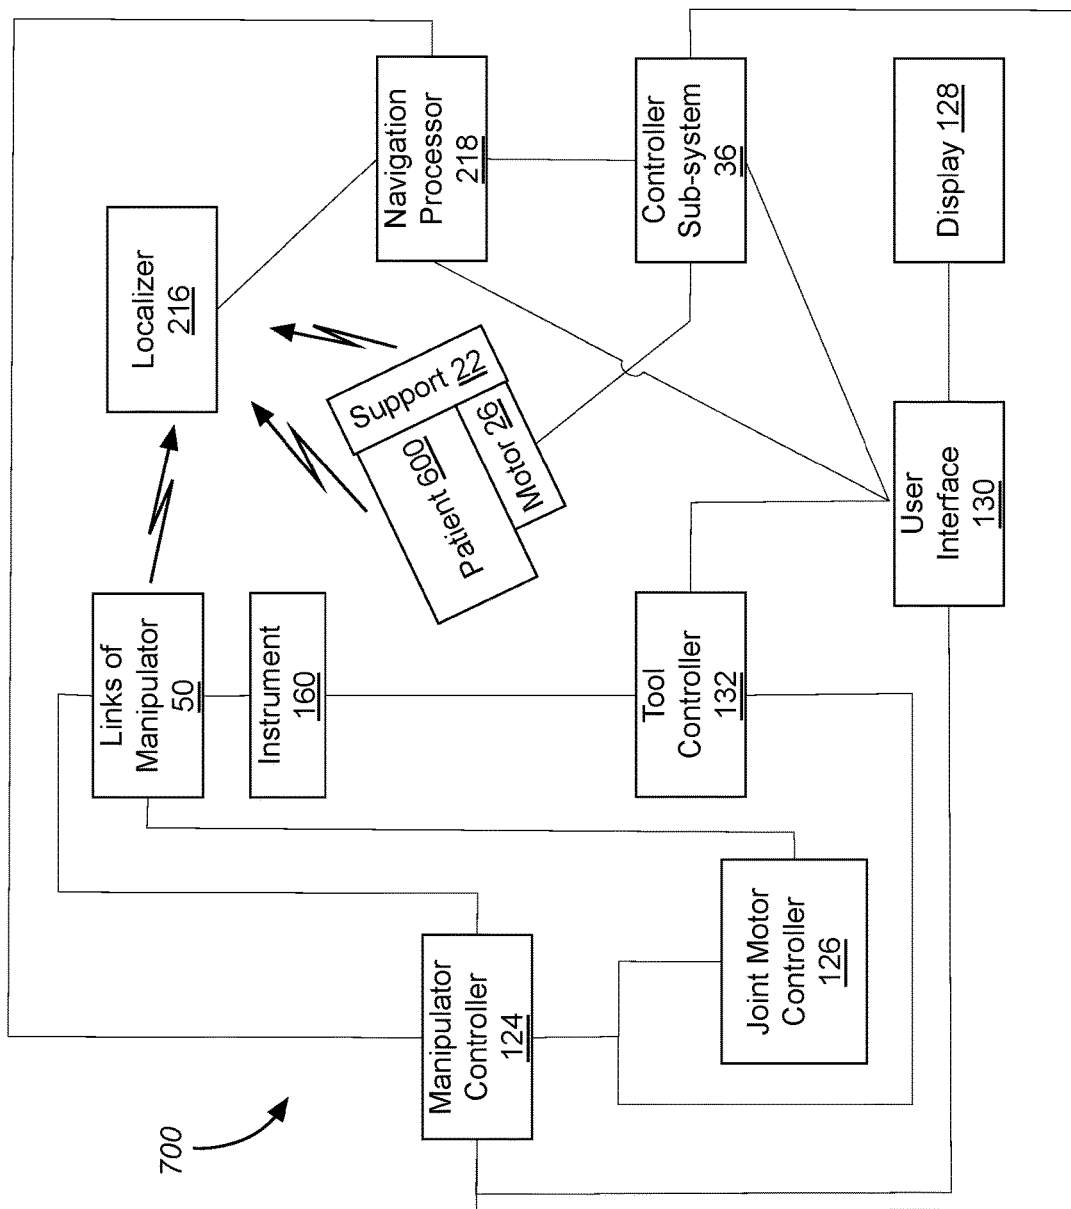 700
Manipulator
Controller
124
Joint Motor
Controller
126
Links of
Manipulator
50
Instrument
160
Tool
Controller
132
User
Interface
130
Localizer
216
Patient 600
Support 22
Motor 26
Navigation
Processor
218
Controller
Sub-system
36
Display 128